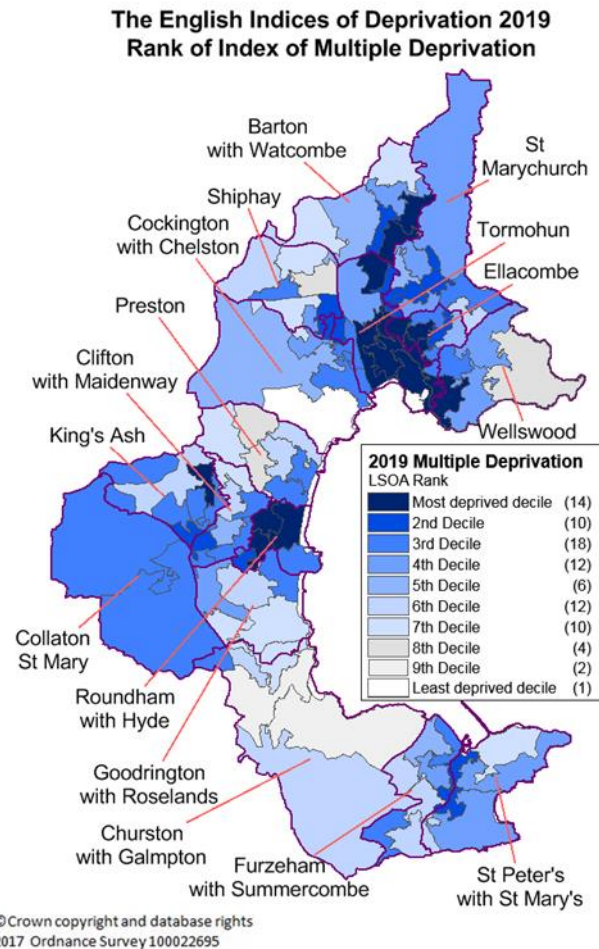 The English Indices of Deprivation 2019
Rank of Index of Multiple Deprivation
Barton
with Watcombe
St
Marychurch
Shiphay
Tormohun
Cockington
with Chelston
Ellacombe
Preston
Clifton
with Maidenway
Wellswood
King's Ash
2019 Multiple Deprivation
LSOA Rank
Most deprived decile (14)
2nd Decile (10)
3rd Decile (18)
4th Decile (12)
5th Decile (6)
6th Decile (12)
7th Decile (10)
8th Decile (4)
9th Decile (2)
Least deprived decile (1)
Collaton
St Mary
Roundham
with Hyde
Goodrington
with Roselands
Churston
with Galmpton
Furzeham
with Summercombe
St Peter's
with St Mary's
©Crown copyright and database rights
2017 Ordnance Survey 100022695